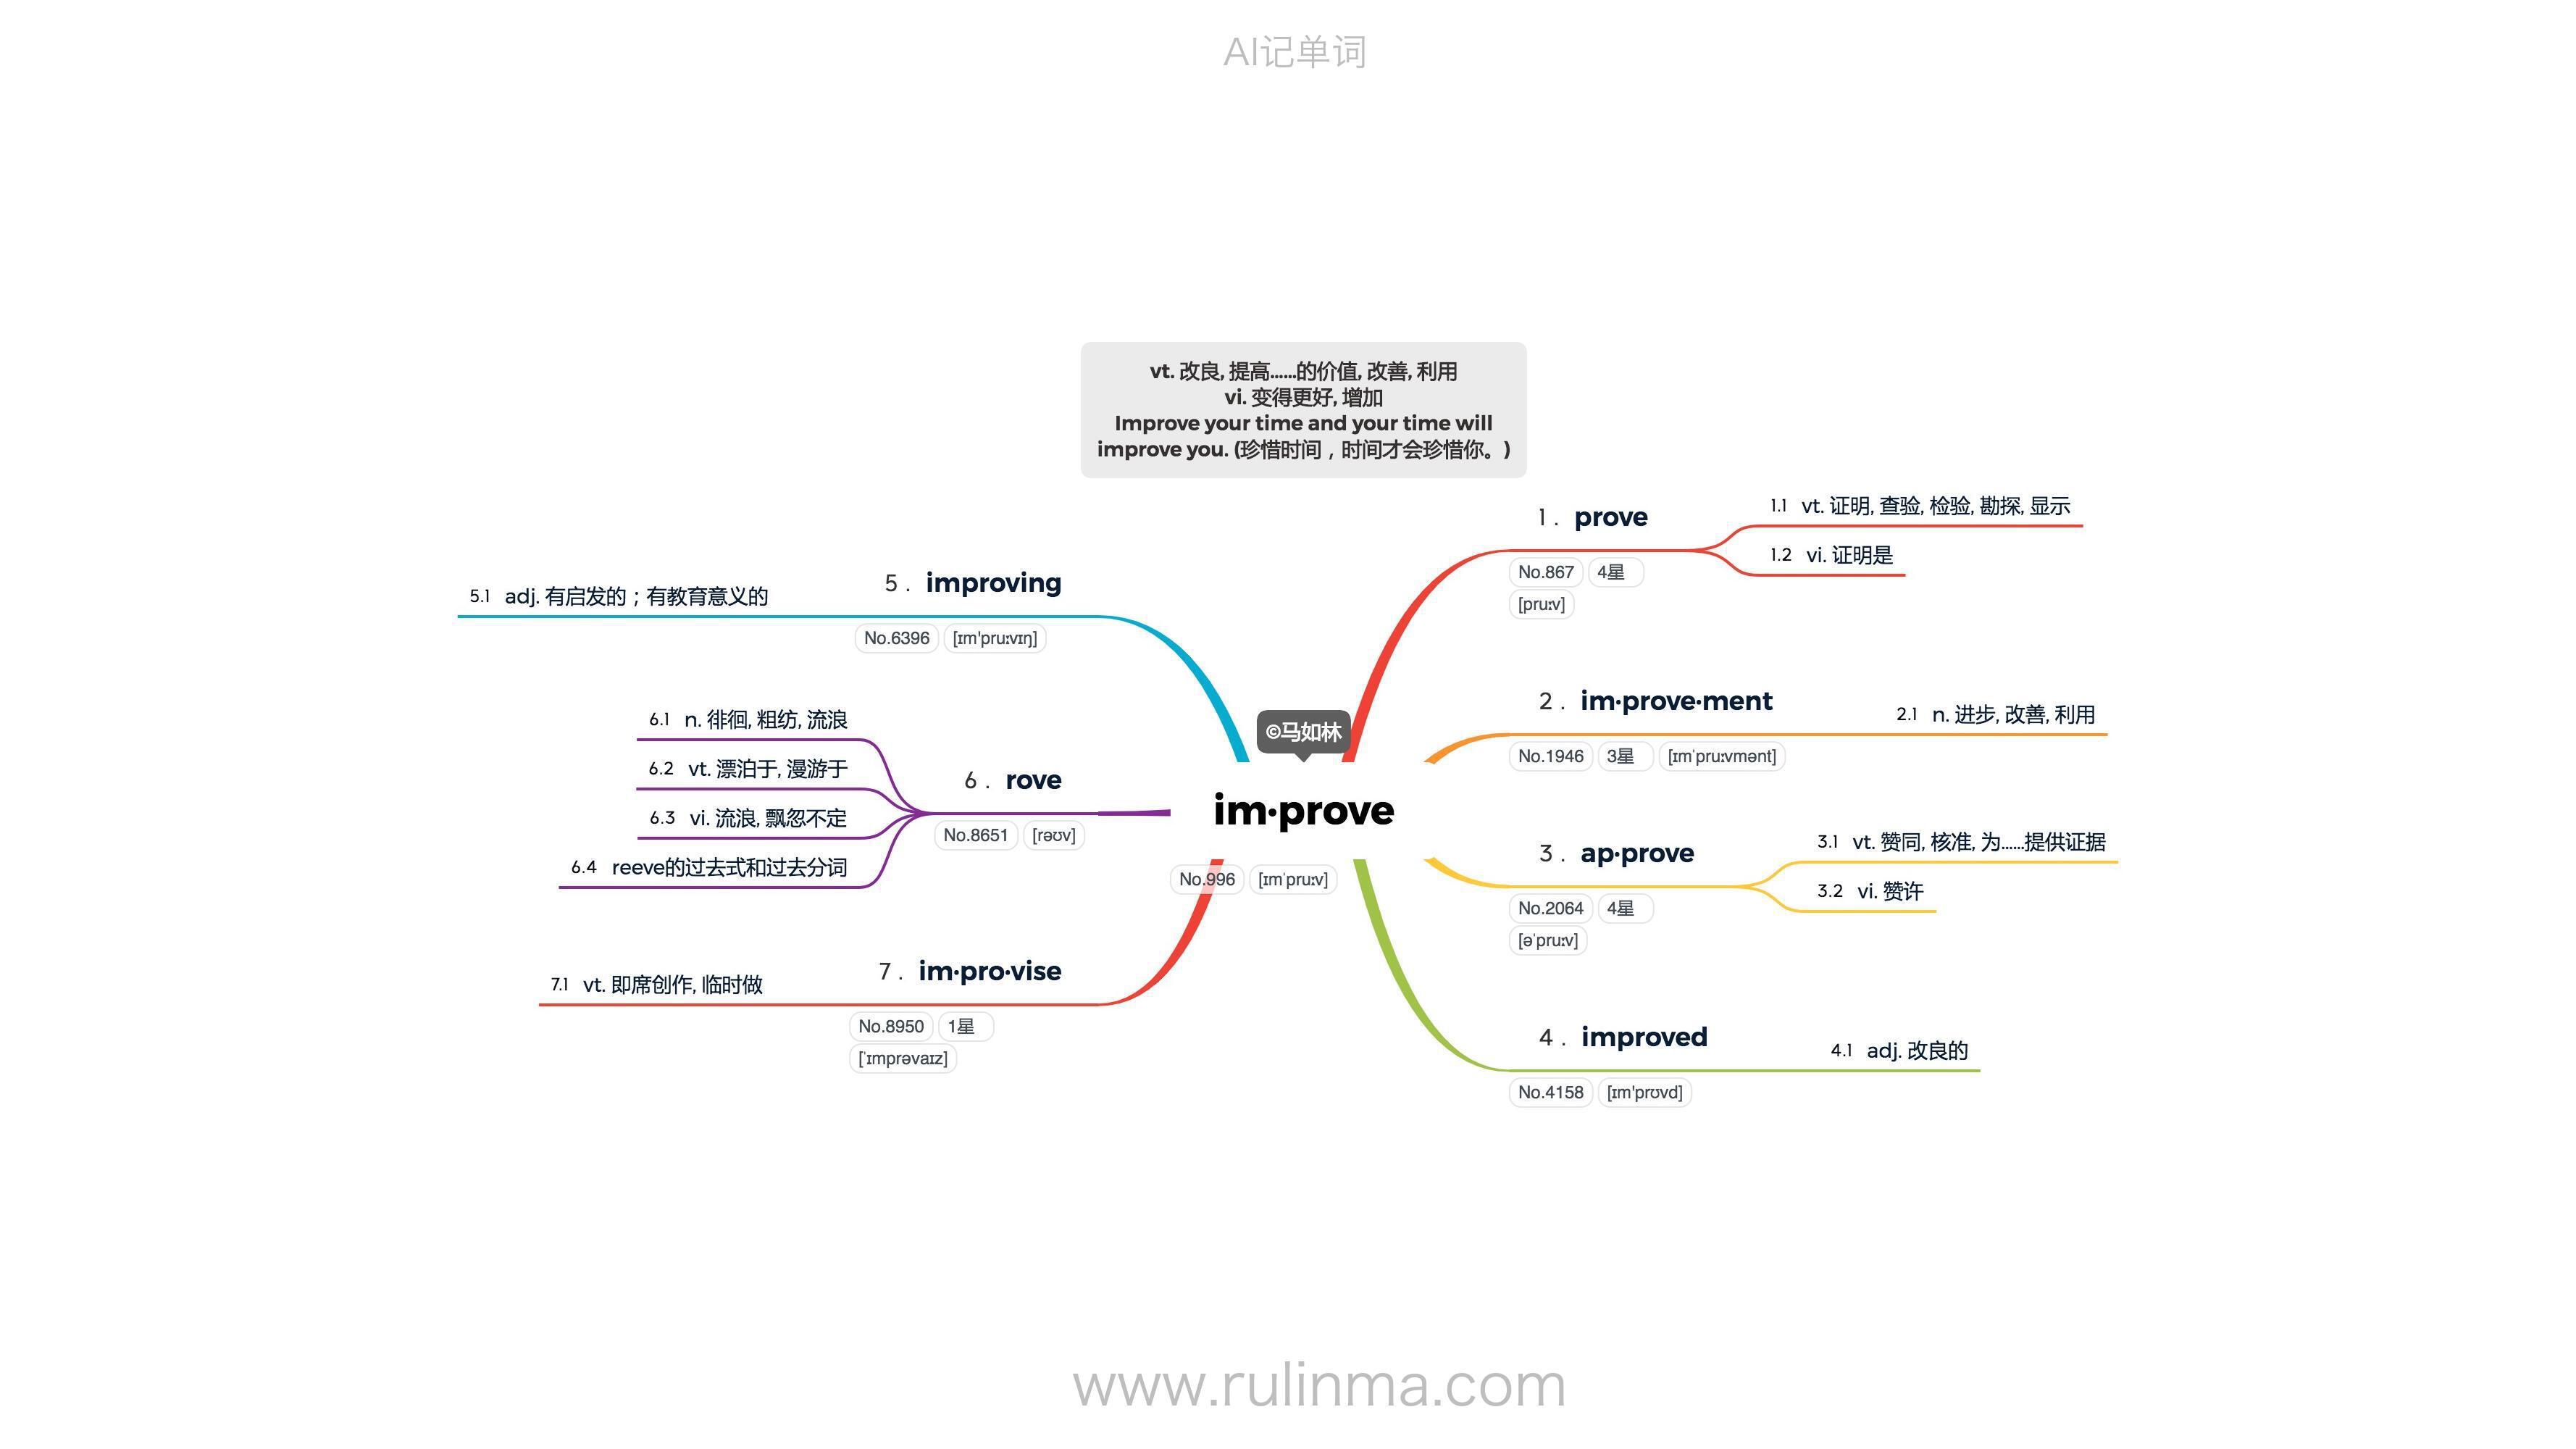 AI记单词
vt. 改良, 提高……的价值, 改善, 利用
vi. 变得更好, 增加
Improve your time and your time will
improve you. (珍惜时间，时间才会珍惜你。)
©马如林
im·prove
No.996 [ɪmˈpruːv]
1. prove
No.867 4星
[pruːv]
1.1 vt. 证明, 查验, 检验, 勘探, 显示
1.2 vi. 证明是
2. im·prove·ment
No.1946 3星 [ɪmˈpruːvmənt]
2.1 n. 进步, 改善, 利用
3. ap·prove
No.2064 4星
[əˈpruːv]
3.1 vt. 赞同, 核准, 为……提供证据
3.2 vi. 赞许
4. improved
No.4158 [ɪm'prʊvd]
4.1 adj. 改良的
5. improving
No.6396 [ɪm'pruːvɪŋ]
5.1 adj. 有启发的；有教育意义的
6. rove
No.8651 [rəʊv]
6.1 n. 徘徊, 粗纺, 流浪
6.2 vt. 漂泊于, 漫游于
6.3 vi. 流浪, 飘忽不定
6.4 reeve的过去式和过去分词
7. im·pro·vise
No.8950 1星
[ˈɪmprəvaɪz]
7.1 vt. 即席创作, 临时做
www.rulinma.com